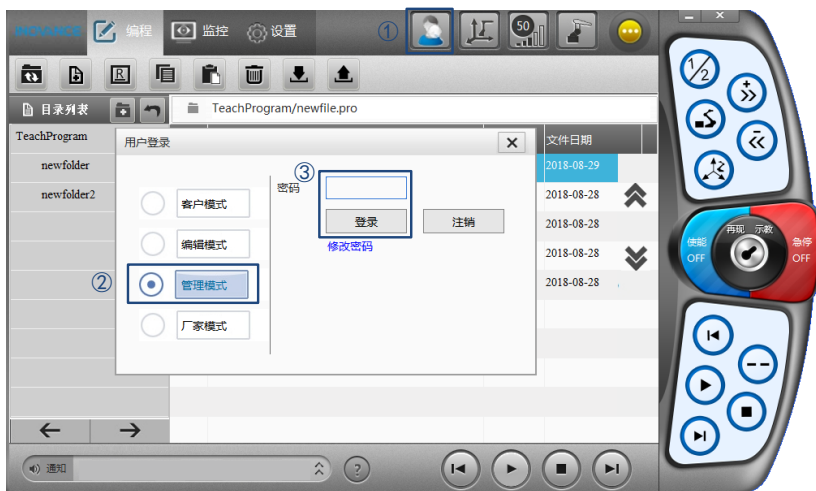 编程
监控
设置
①
50
R
目录列表
TeachProgram/newfile.pro
TeachProgram
newfolder
newfolder2
文件日期
2018-08-29
2018-08-28
2018-08-28
2018-08-28
2018-08-28
用户登录
客户模式
编辑模式
②
管理模式
厂家模式
③
密码
登录
注销
修改密码
通知
?
1/2
再现 示教
使能
OFF
急停
OFF